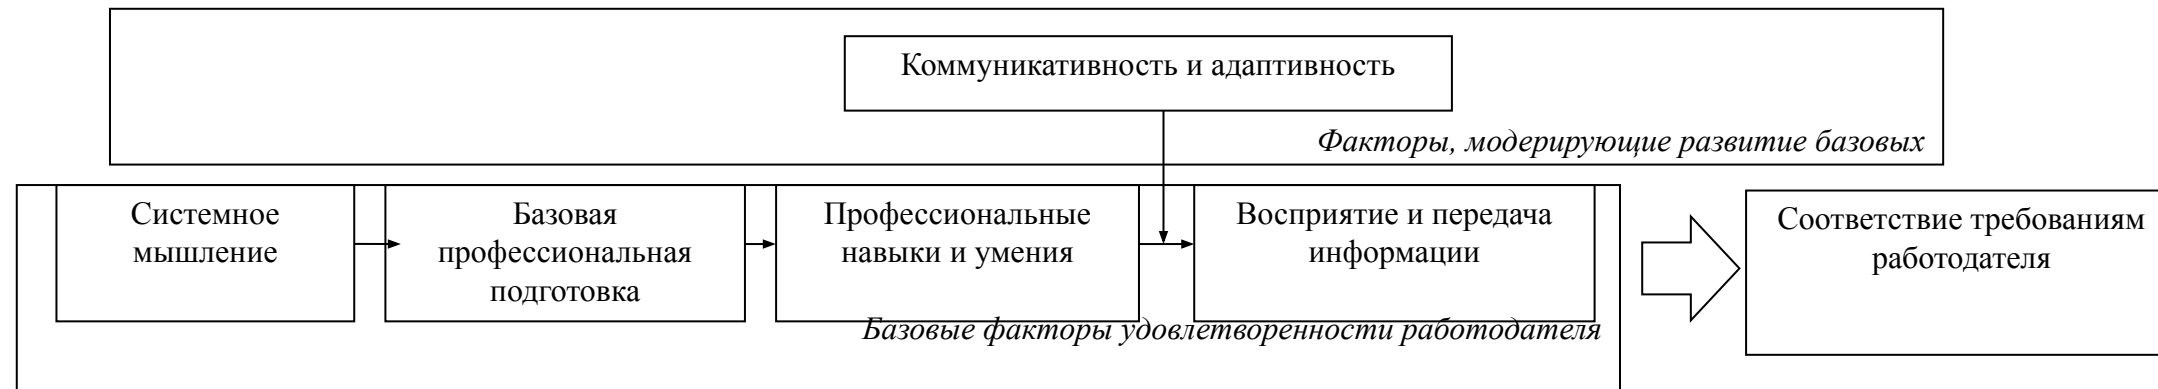 Коммуникативность и адаптивность
Факторы, модерирующие развитие базовых
Системное
мышление
Базовая
профессиональная
подготовка
Профессиональные
навыки и умения
Восприятие и передача
информации
Соответствие требованиям
работодателя
Базовые факторы удовлетворенности работодателя